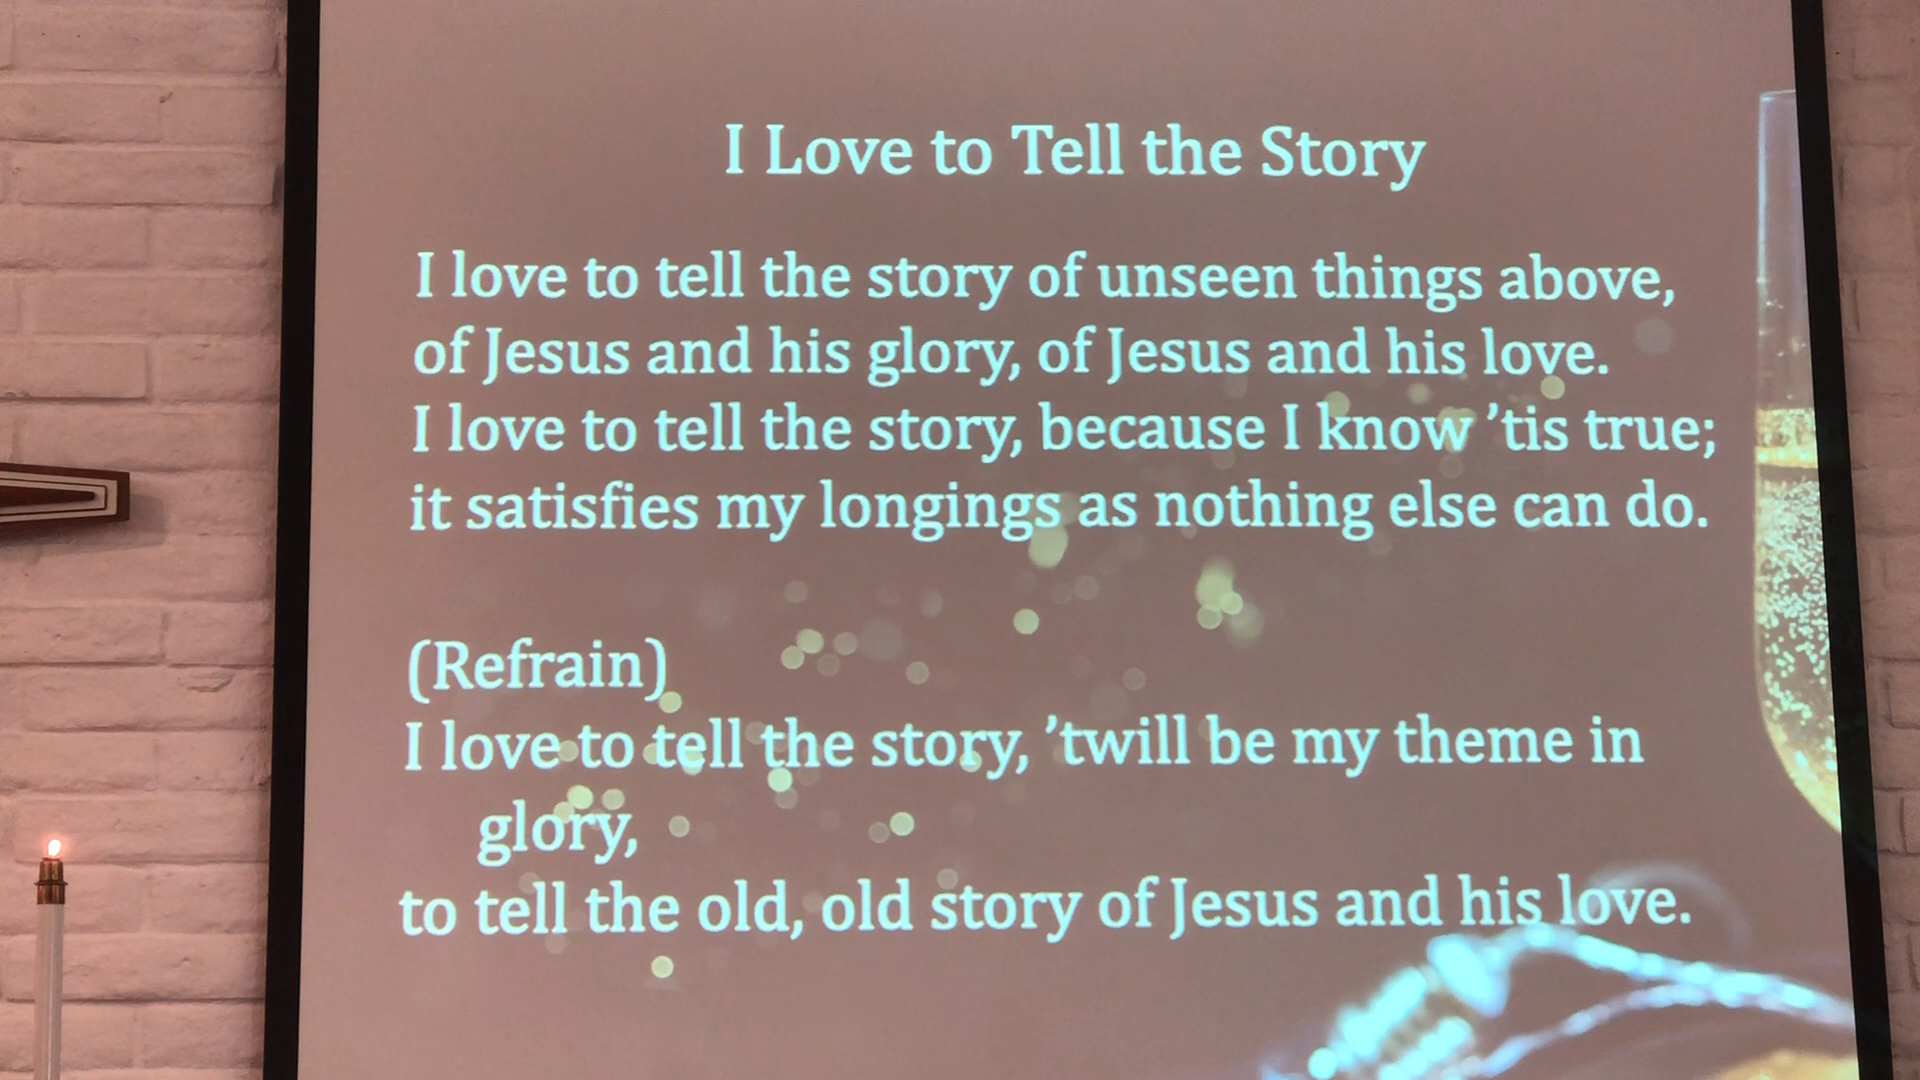 I Love to Tell the Story
I love to tell the story of unseen things above,
of Jesus and his glory, of Jesus and his love.
I love to tell the story, because I know ’tis true;
it satisfies my longings as nothing else can do.
(Refrain)
I love to tell the story, ’twill be my theme in
glory,
to tell the old, old story of Jesus and his love.